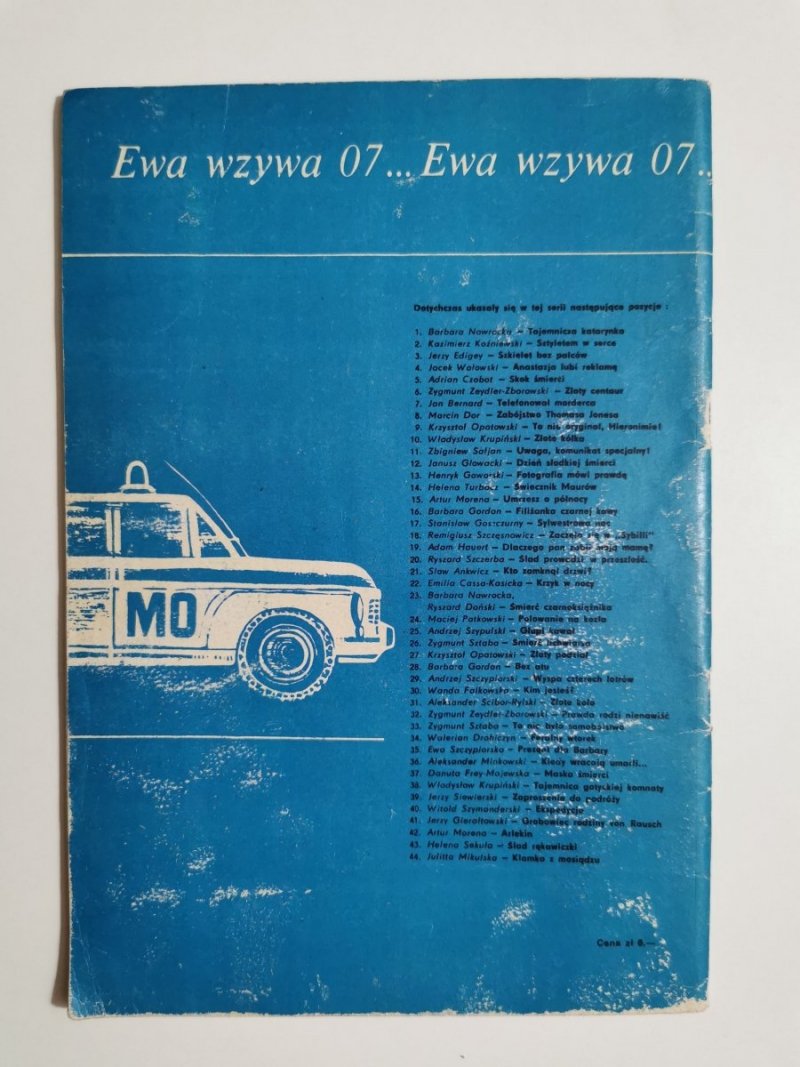 Ewa wzywa 07... Ewa wzywa 07..
Dotychczas ukazały się w tej serii następujące pozycje :
1. Barbara Nawrocka — Tajemnicza katarynka
2. Kazimierz Koźniewski — Sztyletem w serce
3. Jerzy Edigey — Szkielet bez palców
4. Jacek Wołowski — Anastazja lubi reklamę
5. Adrian Czobot — Skok śmierci
6. Zygmunt Zeydler-Zborowski — Złoty centaur
7. Jan Bernard — Telefonował morderca
8. Marcin Dor — Zabójstwo Thomasa Jonesa
9. Krzysztof Opatowski — To nie oryginał, Hieronimie!
10. Władysław Krupiński — Złote kółka
11. Zbigniew Safjan — Uwaga, komunikat specjalny!
12. Janusz Głowacki — Dzień słodkiej śmierci
13. Henryk Gaworski — Fotografia mówi prawdę
14. Helena Turbacz — Świecznik Maurów
15. Artur Morena — Umrzesz o północy
16. Barbara Gordon — Filiżanka czarnej kawy
17. Stanisław Goszczurny — Sylwestrowa noc
18. Remigiusz Szczęsnowicz — Zaczęło się w „Sybilli"
19. Adam Hauert — Dlaczego pan zabił moją mamę?
20. Ryszard Szczerba — Ślad prowadzi w przeszłość.
21. Sław Ankwicz — Kto zamknął drzwi?
22. Emilia Cassa-Kasicka — Krzyk w nocy
23. Barbara Nawrocka,
Ryszard Doński — Śmierć czarnoksiężnika
24. Maciej Patkowski — Polowanie na kozła
25. Andrzej Szypulski — Głupi kawał
26. Zygmunt Sztaba — Śmierć
27. Krzysztof Opatowski — Złoty podział
28. Barbara Gordon — Bez atu
29. Andrzej Szczypiorski — Wyspa czterech łotrów
30. Wanda Falkowska — Kim jesteś?
31. Aleksander Ścibor-Rylski — Złote koło
32. Zygmunt Zeydler-Zborowski — Prawda rodzi nienawiść
33. Zygmunt Sztaba — To nie było samobójstwo
34. Walerian Drohiczyn — Feralny wtorek
35. Ewa Szczypiorska — Prezent dla Barbary
36. Aleksander Minkowski — Kiedy wracają umarli...
37. Danuta Frey-Majewska — Maska śmierci
38. Władysław Krupiński — Tajemnica gotyckiej komnaty
39. Jerzy Siewierski — Zaproszenie do podróży
40. Witold Szymanderski — Ekspedycja
41. Jerzy Gierałtowski — Grobowiec rodziny von Rausch
42. Artur Morena — Arlekin
43. Helena Sekuła — Ślad rękawiczki
44. Julitta Mikulska — Klamka z mosiądzu
MO
Cena zł 6.—